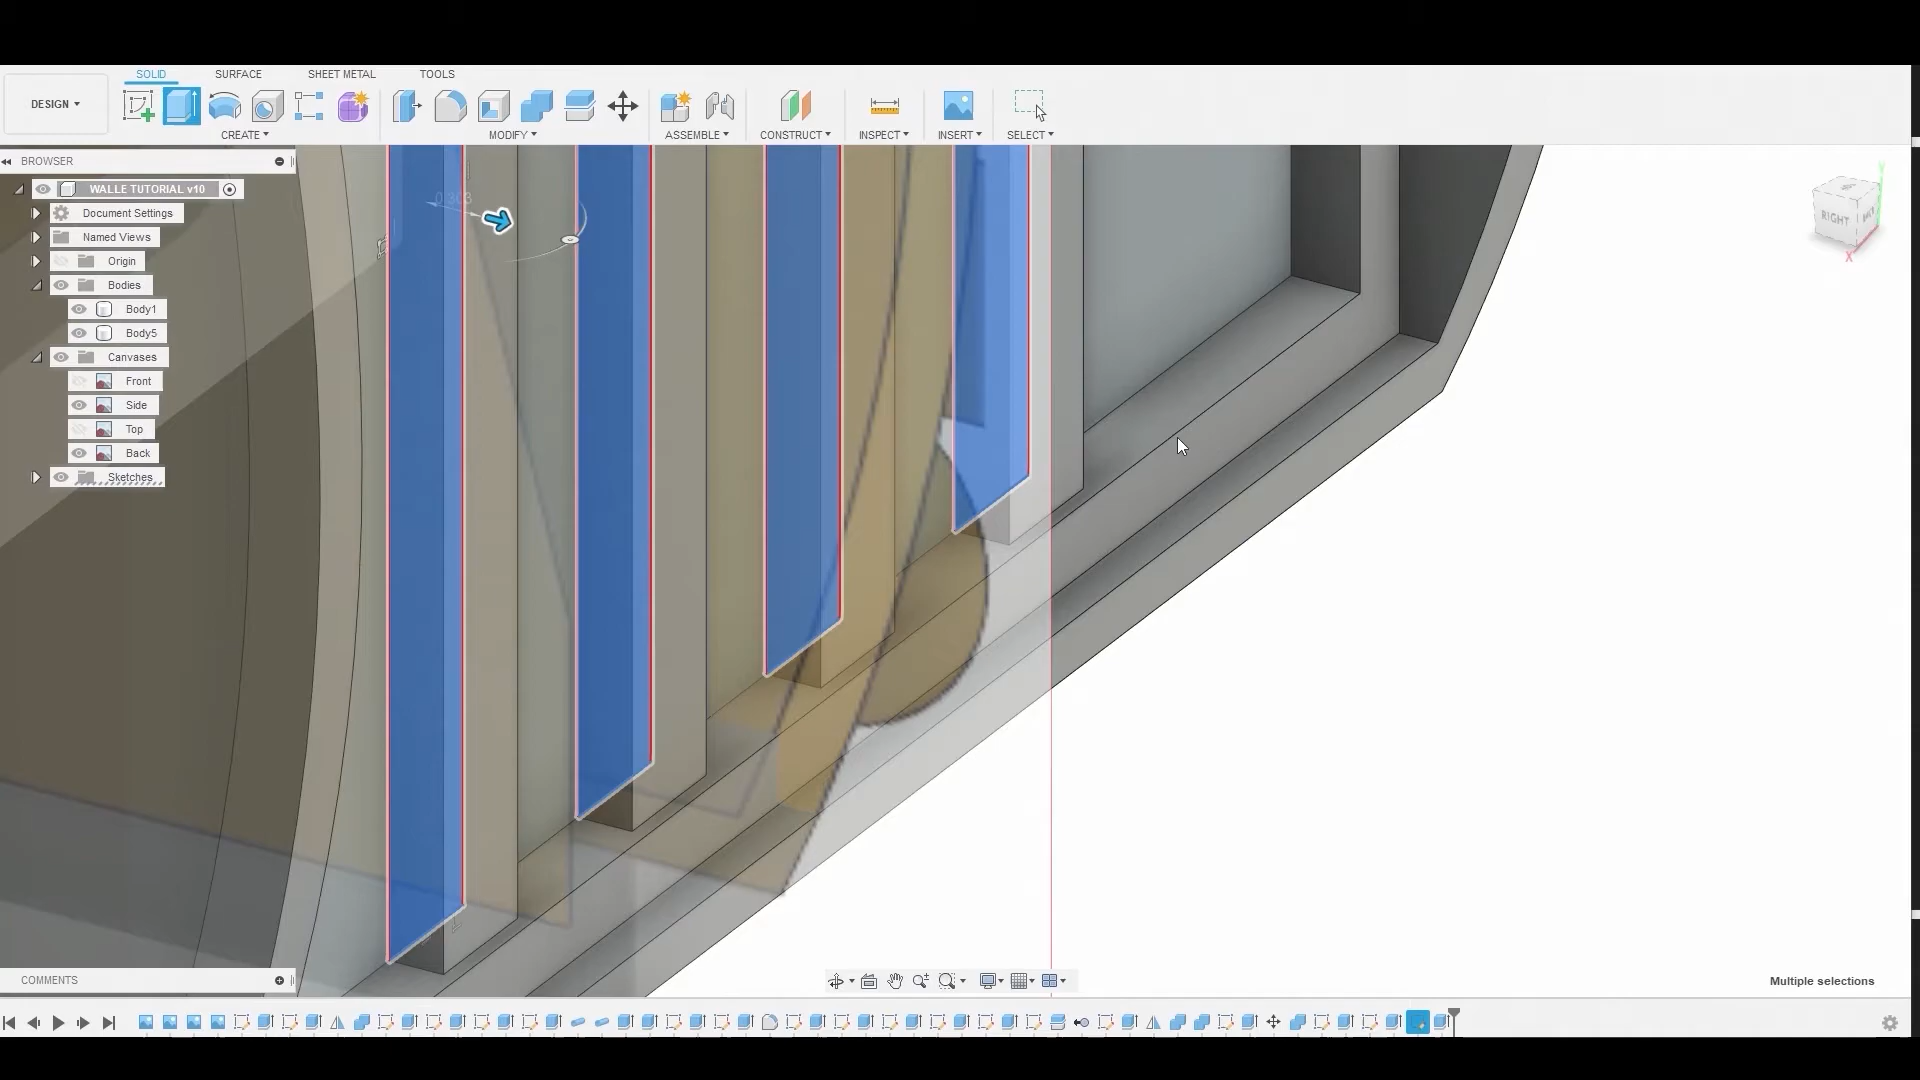 SOLID SURFACE SHEET METAL TOOLS
DESIGN
CREATE MODIFY ASSEMBLE CONSTRUCT INSPECT INSERT SELECT
BROWSER
WALLE TUTORIAL v10
Document Settings
Named Views
Origin
Bodies
Body1
Body5
Canvases
Front
Side
Top
Back
Sketches
RIGHT BACK
Y
X
COMMENTS
Multiple selections